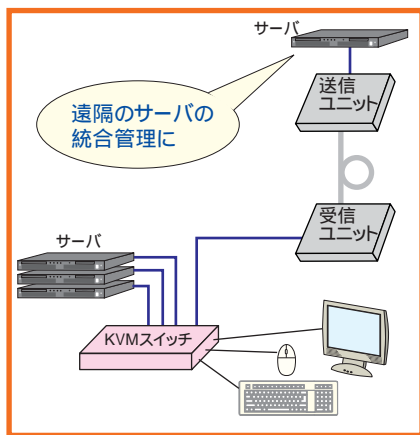 サーバ
送信
ユニット
遠隔のサーバの
統合管理に
受信
ユニット
サーバ
KVMスイッチ